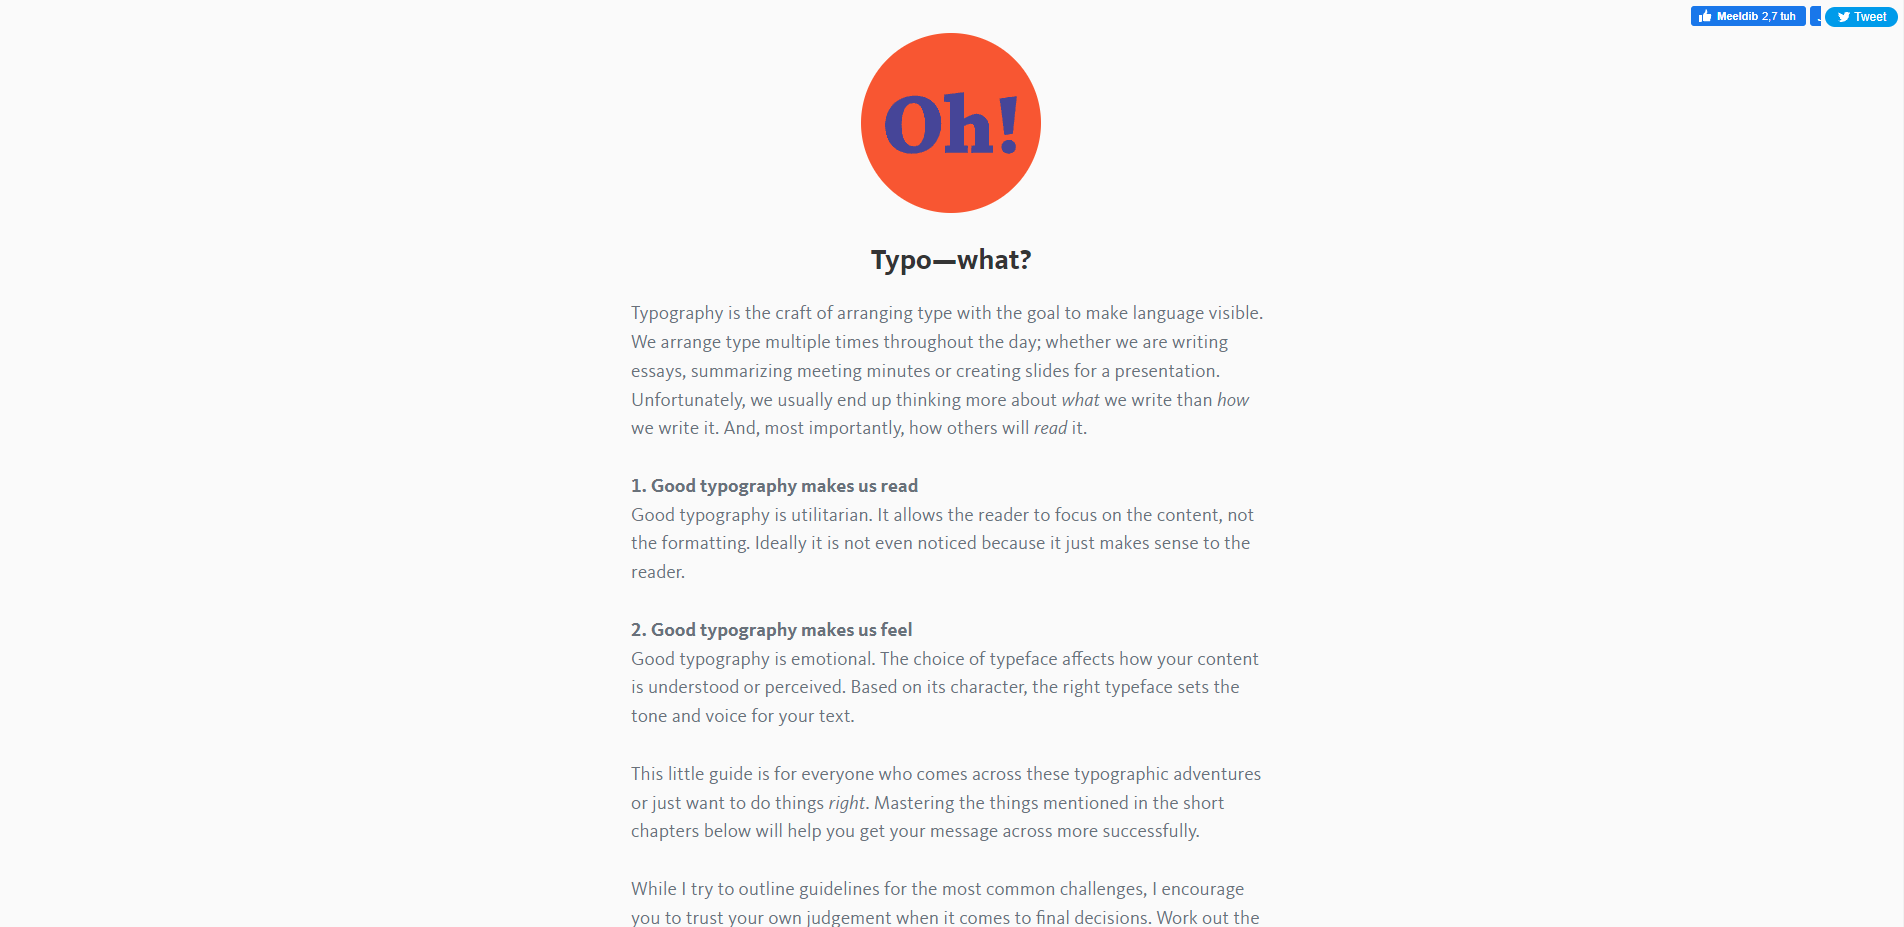 Meeldib 2,7 tuh
Tweet
Oh!
Typo—what?
Typography is the craft of arranging type with the goal to make language visible.
We arrange type multiple times throughout the day; whether we are writing
essays, summarizing meeting minutes or creating slides for a presentation.
Unfortunately, we usually end up thinking more about what we write than how
we write it. And, most importantly, how others will read it.
1. Good typography makes us read
Good typography is utilitarian. It allows the reader to focus on the content, not
the formatting. Ideally it is not even noticed because it just makes sense to the
reader.
2. Good typography makes us feel
Good typography is emotional. The choice of typeface affects how your content
is understood or perceived. Based on its character, the right typeface sets the
tone and voice for your text.
This little guide is for everyone who comes across these typographic adventures
or just want to do things right. Mastering the things mentioned in the short
chapters below will help you get your message across more successfully.
While I try to outline guidelines for the most common challenges, I encourage
you to trust your own judgement when it comes to final decisions. Work out the